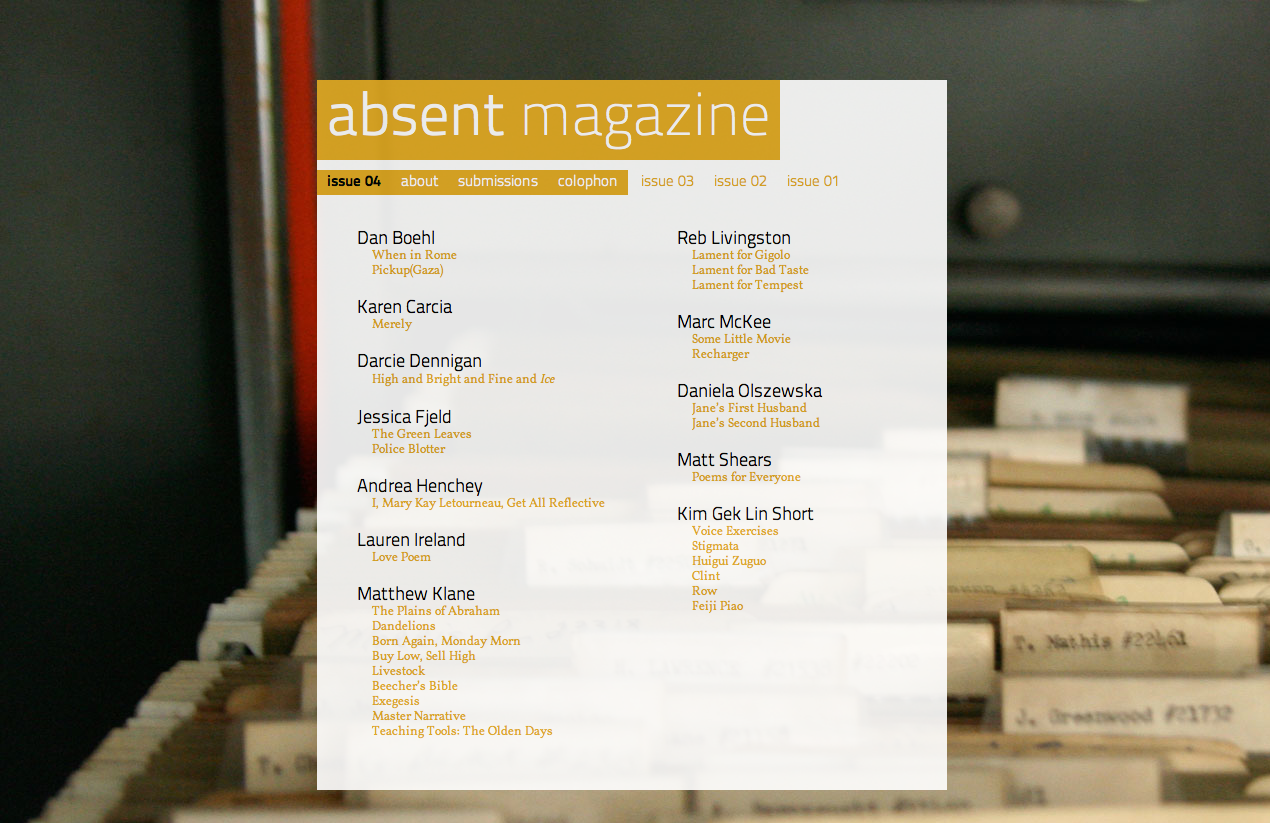 absent magazine
issue 04 about submissions colophon issue 03 issue 02 issue 01
Dan Boehl
When in Rome
Pickup(Gaza)
Karen Carcia
Merely
Darcie Dennigan
High and Bright and Fine and Ice
Jessica Fjeld
The Green Leaves
Police Blotter
Andrea Henchey
I, Mary Kay Letourneau, Get All Reflective
Lauren Ireland
Love Poem
Matthew Klane
The Plains of Abraham
Dandelions
Born Again, Monday Morn
Buy Low, Sell High
Livestock
Beecher's Bible
Exegesis
Master Narrative
Teaching Tools: The Olden Days
Reb Livingston
Lament for Gigolo
Lament for Bad Taste
Lament for Tempest
Marc McKee
Some Little Movie
Recharger
Daniela Olszewska
Jane's First Husband
Jane's Second Husband
Matt Shears
Poems for Everyone
Kim Gek Lin Short
Voice Exercises
Stigmata
Huigui Zuguo
Clint
Row
Feiji Piao
T. Mathis #22461
J. Greenwood #21732